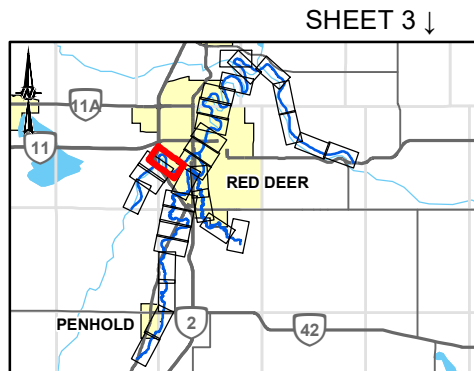 SHEET 3 ↓
N
11A
11
RED DEER
PENHOLD
2
42